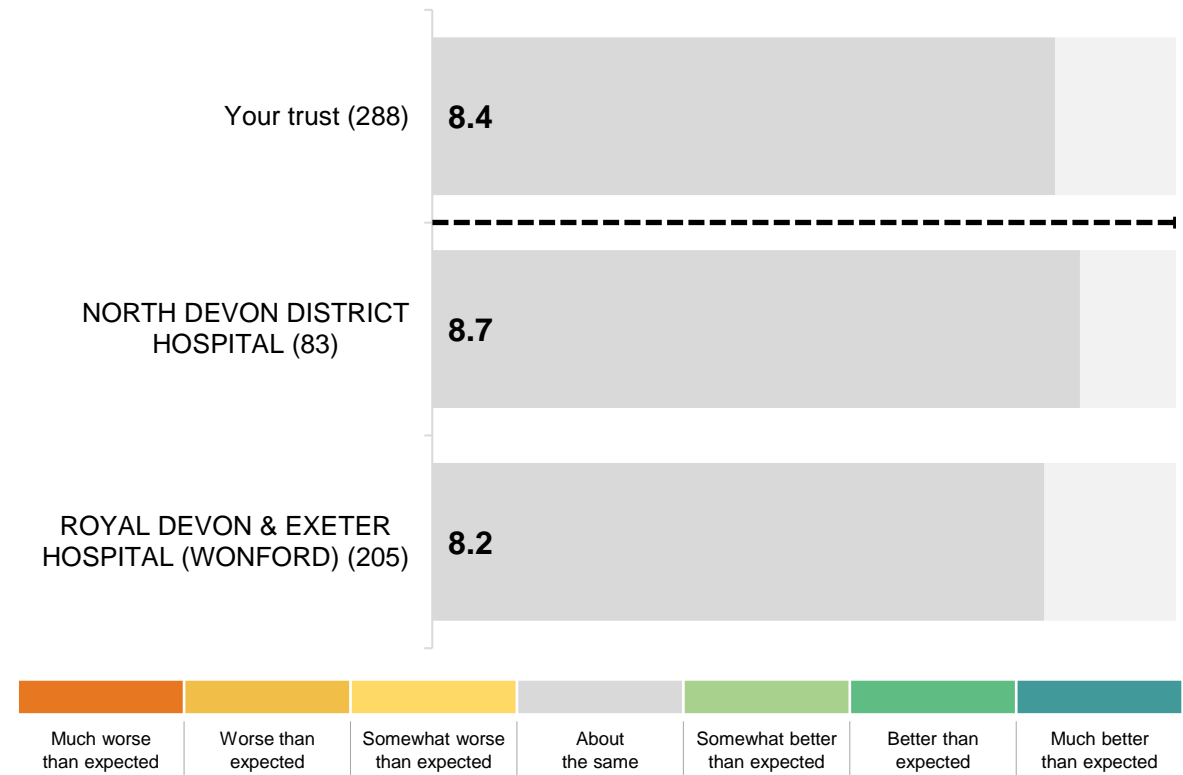 Your trust (288)
8.4
NORTH DEVON DISTRICT
HOSPITAL (83)
8.7
ROYAL DEVON & EXETER
HOSPITAL (WONFORD) (205)
8.2
Much worse
than expected
Worse than
expected
Somewhat worse
than expected
About
the same
Somewhat better
than expected
Better than
expected
Much better
than expected